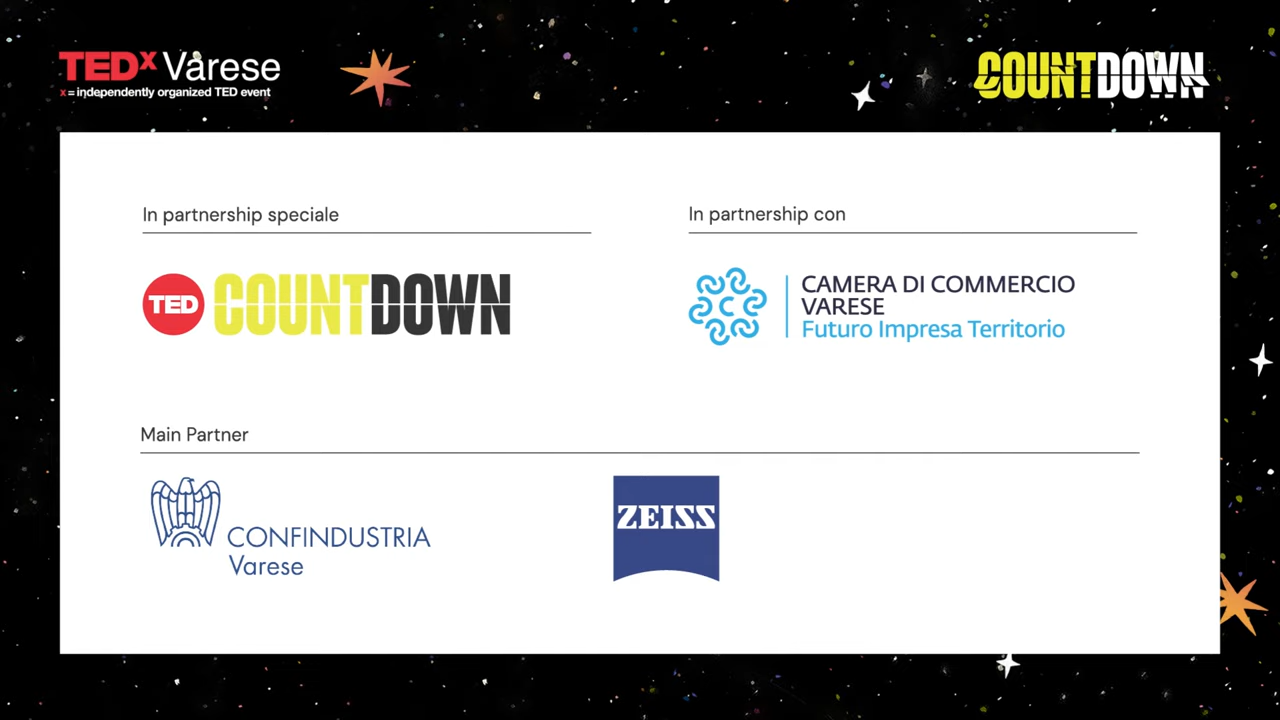 TEDx Varese
x = independently organized TED event
COUNTDOWN
In partnership speciale
TED COUNTDOWN
In partnership con
CAMERA DI COMMERCIO
VARESE
Futuro Impresa Territorio
Main Partner
CONFINDUSTRIA
Varese
ZEISS